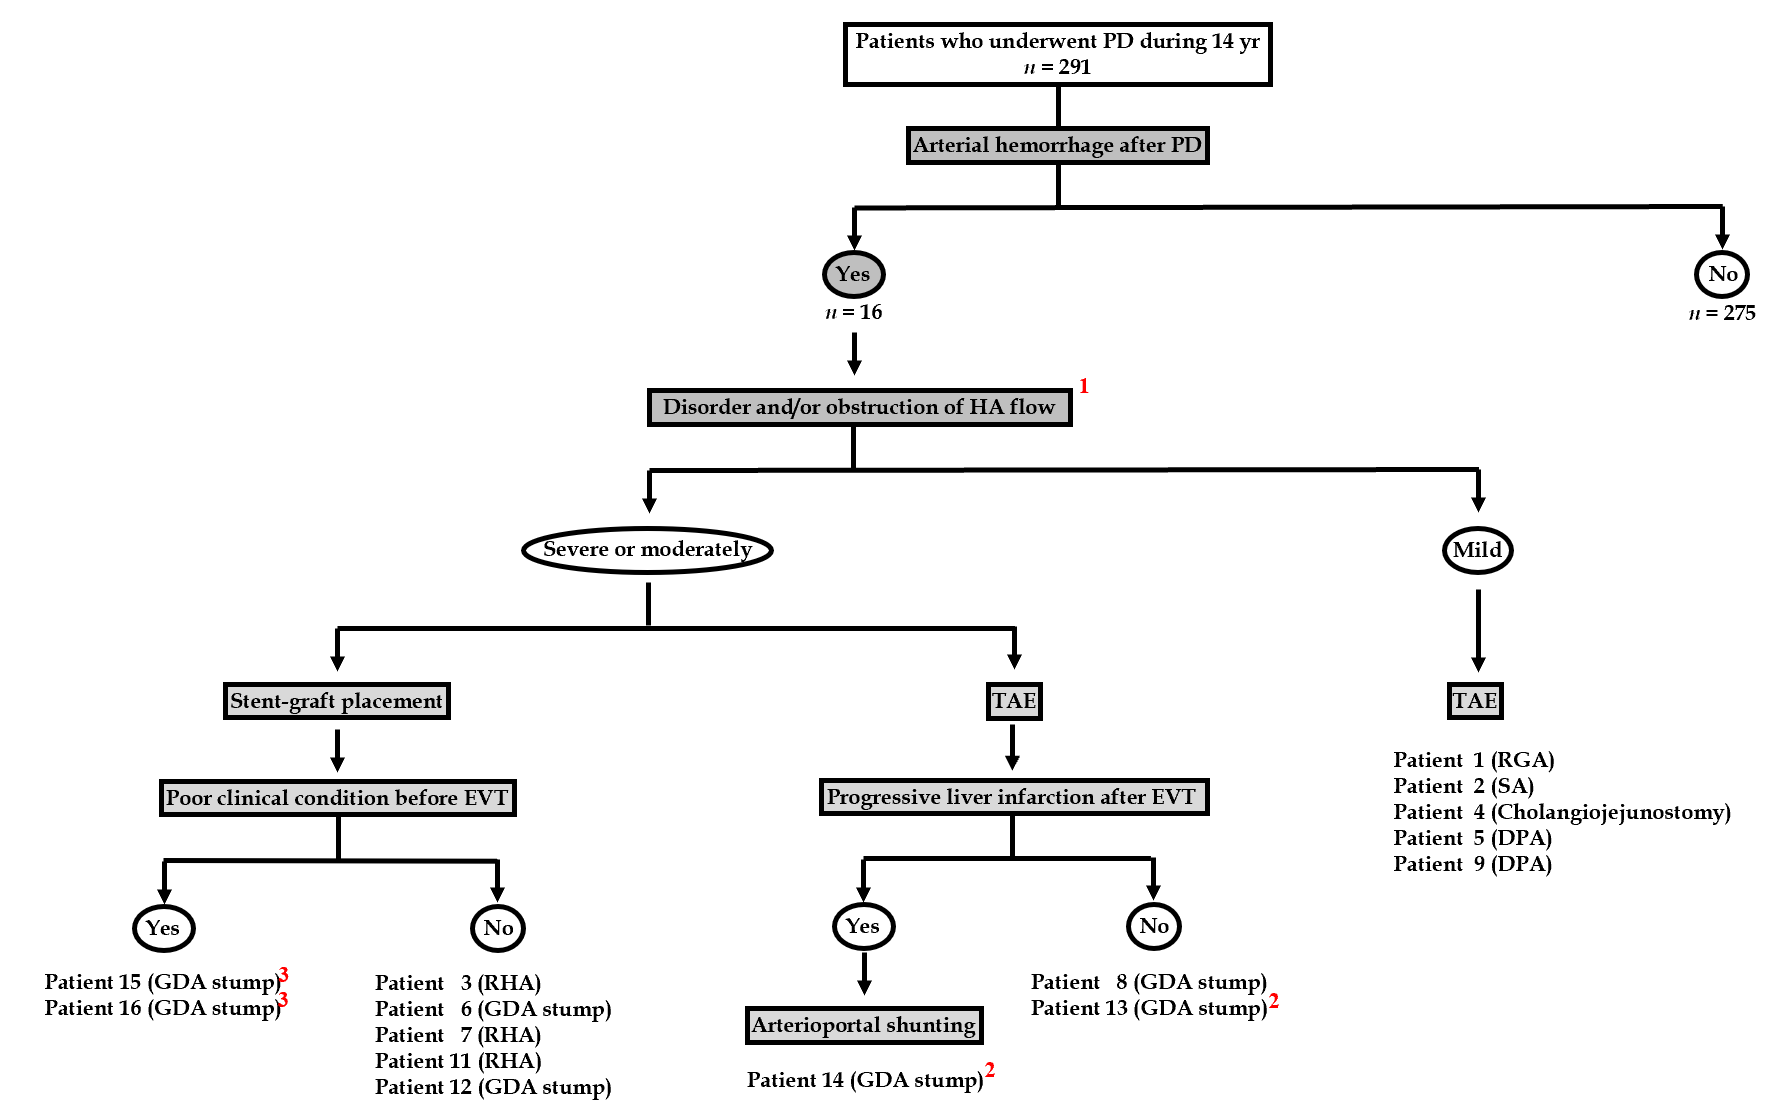 Patients who underwent PD during 14 yr
n = 291
Arterial hemorrhage after PD
Yes
n = 16
No
n = 275
Disorder and/or obstruction of HA flow 1
Severe or moderately
Mild
Stent-graft placement
TAE
TAE
Patient 1 (RGA)
Patient 2 (SA)
Patient 4 (Cholangiojejunostomy)
Patient 5 (DPA)
Patient 9 (DPA)
Poor clinical condition before EVT
Progressive liver infarction after EVT
Yes
No
Yes
No
Patient 15 (GDA stump)3
Patient 16 (GDA stump)3
Patient 3 (RHA)
Patient 6 (GDA stump)
Patient 7 (RHA)
Patient 11 (RHA)
Patient 12 (GDA stump)
Arterioportal shunting
Patient 14 (GDA stump)2
Patient 8 (GDA stump)
Patient 13 (GDA stump)2